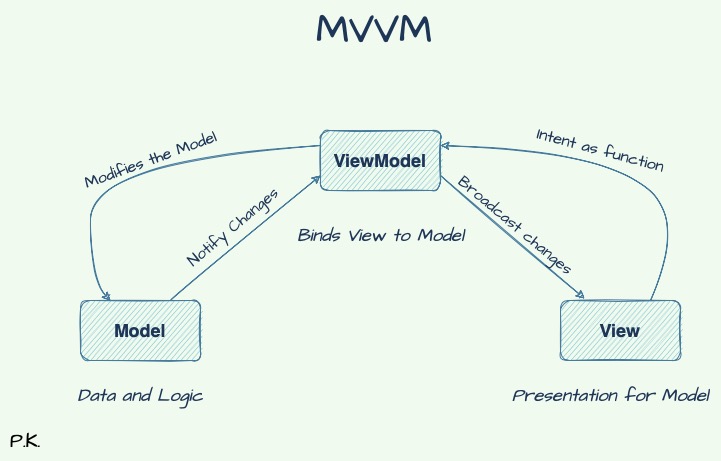 MVVM
Modifies the Model
ViewModel
Intent as function
Notify Changes
Binds View to Model
Broadcast changes
Model
View
Data and Logic
Presentation for Model
P.K.